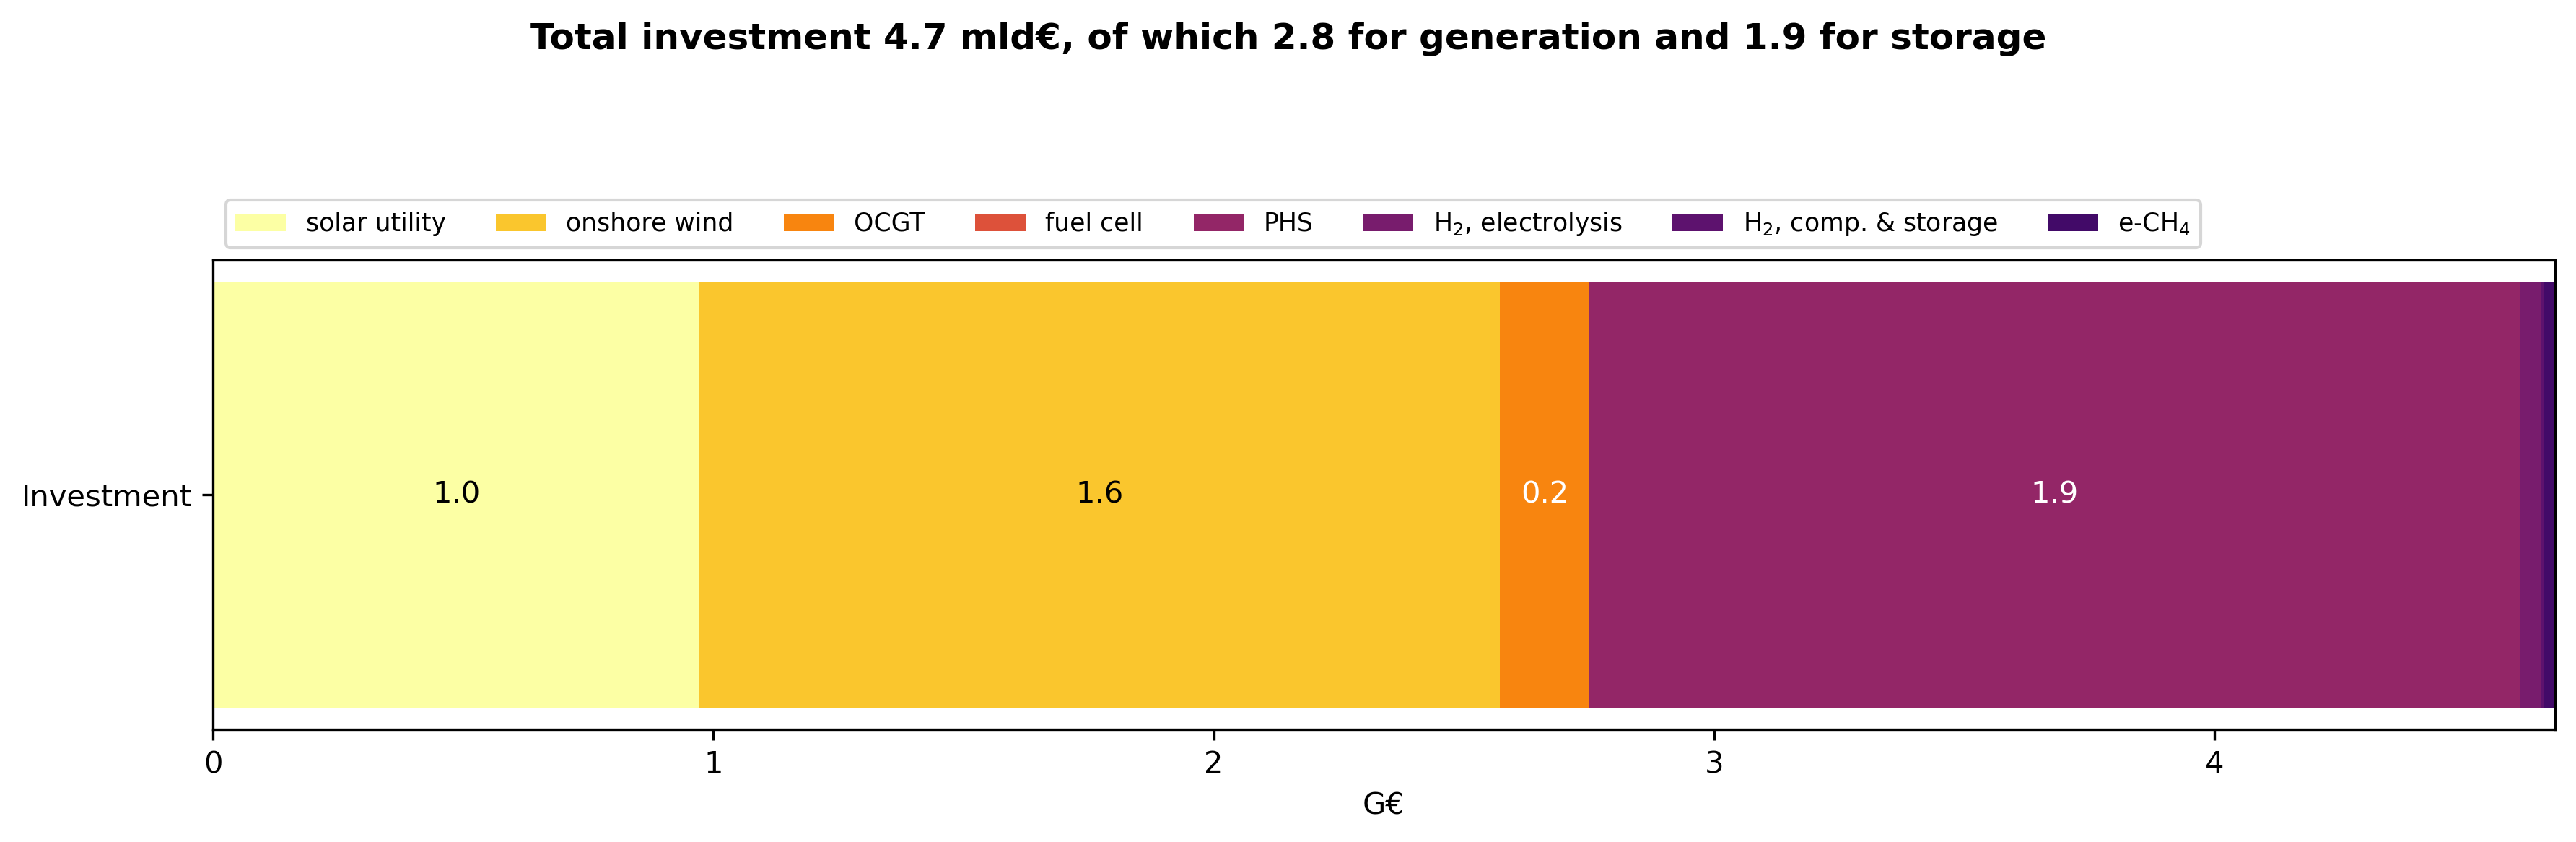 Total investment 4.7 mld€, of which 2.8 for generation and 1.9 for storage
solar utility onshore wind OCGT fuel cell PHS H₂, electrolysis H₂, comp. & storage e-CH₄
Investment 1.0 1.6 0.2 1.9
0 1 2 3 4
G€